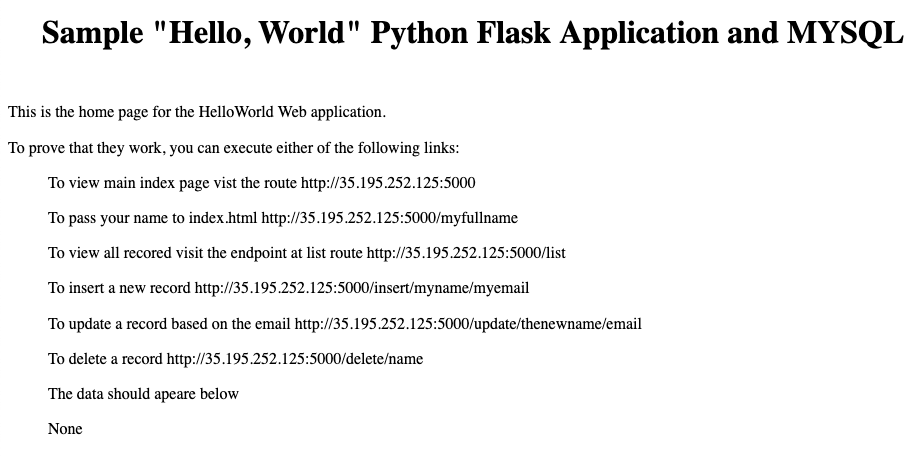 Sample "Hello, World" Python Flask Application and MYSQL
This is the home page for the HelloWorld Web application.
To prove that they work, you can execute either of the following links:
To view main index page vist the route http://35.195.252.125:5000
To pass your name to index.html http://35.195.252.125:5000/myfullname
To view all recored visit the endpoint at list route http://35.195.252.125:5000/list
To insert a new record http://35.195.252.125:5000/insert/myname/myemail
To update a record based on the email http://35.195.252.125:5000/update/thenewname/email
To delete a record http://35.195.252.125:5000/delete/name
The data should apeare below
None